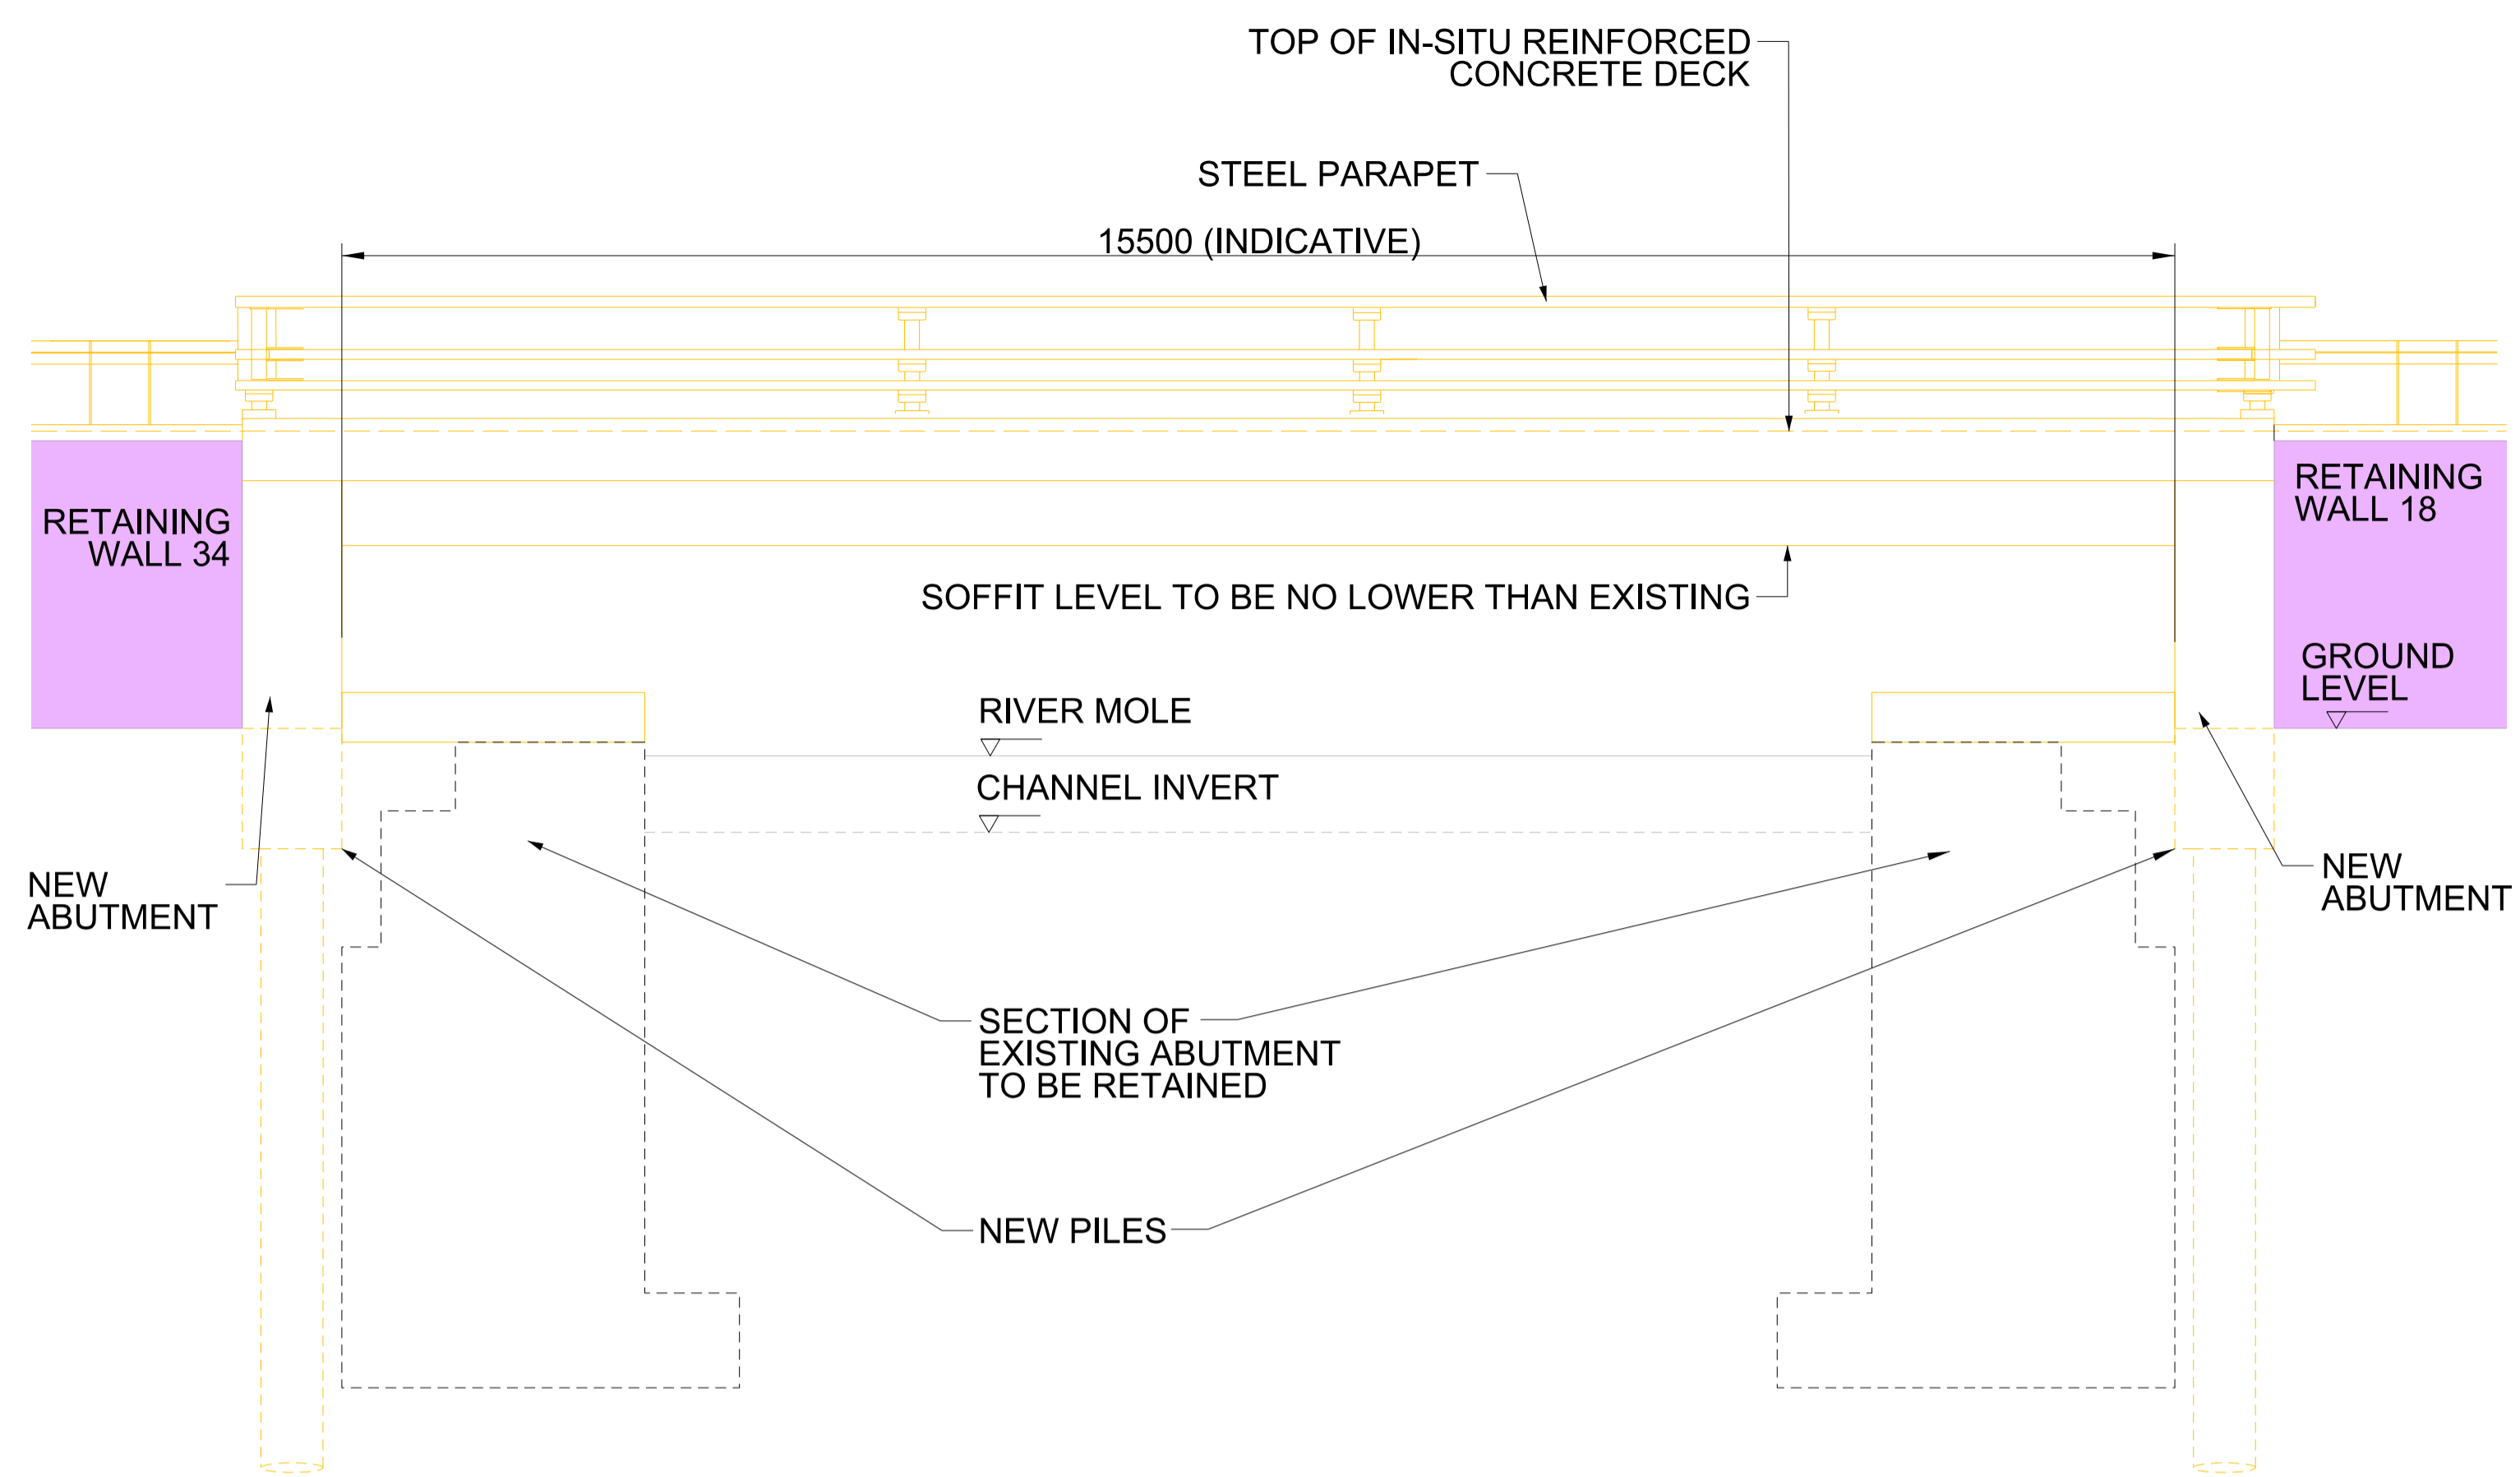 TOP OF IN-SITU REINFORCED
CONCRETE DECK
STEEL PARAPET
15500 (INDICATIVE)
RETAINING
WALL 34
RETAINING
WALL 18
SOFFIT LEVEL TO BE NO LOWER THAN EXISTING
GROUND
LEVEL
RIVER MOLE
CHANNEL INVERT
NEW
ABUTMENT
NEW
ABUTMENT
SECTION OF
EXISTING ABUTMENT
TO BE RETAINED
NEW PILES